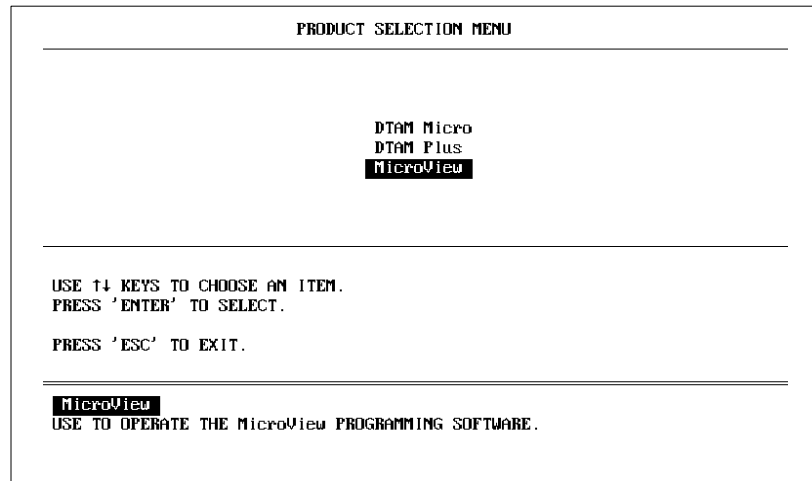 PRODUCT SELECTION MENU
DTAM Micro
DTAM Plus
MicroView
USE ↑↓ KEYS TO CHOOSE AN ITEM.
PRESS 'ENTER' TO SELECT.
PRESS 'ESC' TO EXIT.
MicroView
USE TO OPERATE THE MicroView PROGRAMMING SOFTWARE.